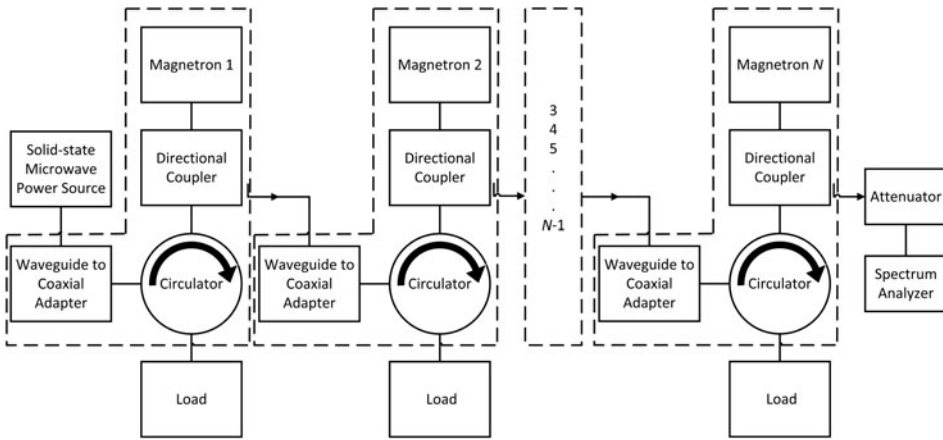 Magnetron 1
Magnetron 2
Magnetron N
3
4
5
.
.
.
N-1
Solid-state
Microwave
Power Source
Directional
Coupler
Directional
Coupler
Directional
Coupler
Attenuator
Waveguide to
Coaxial
Adapter
Circulator
Waveguide to
Coaxial
Adapter
Circulator
Waveguide to
Coaxial
Adapter
Circulator
Spectrum
Analyzer
Load
Load
Load